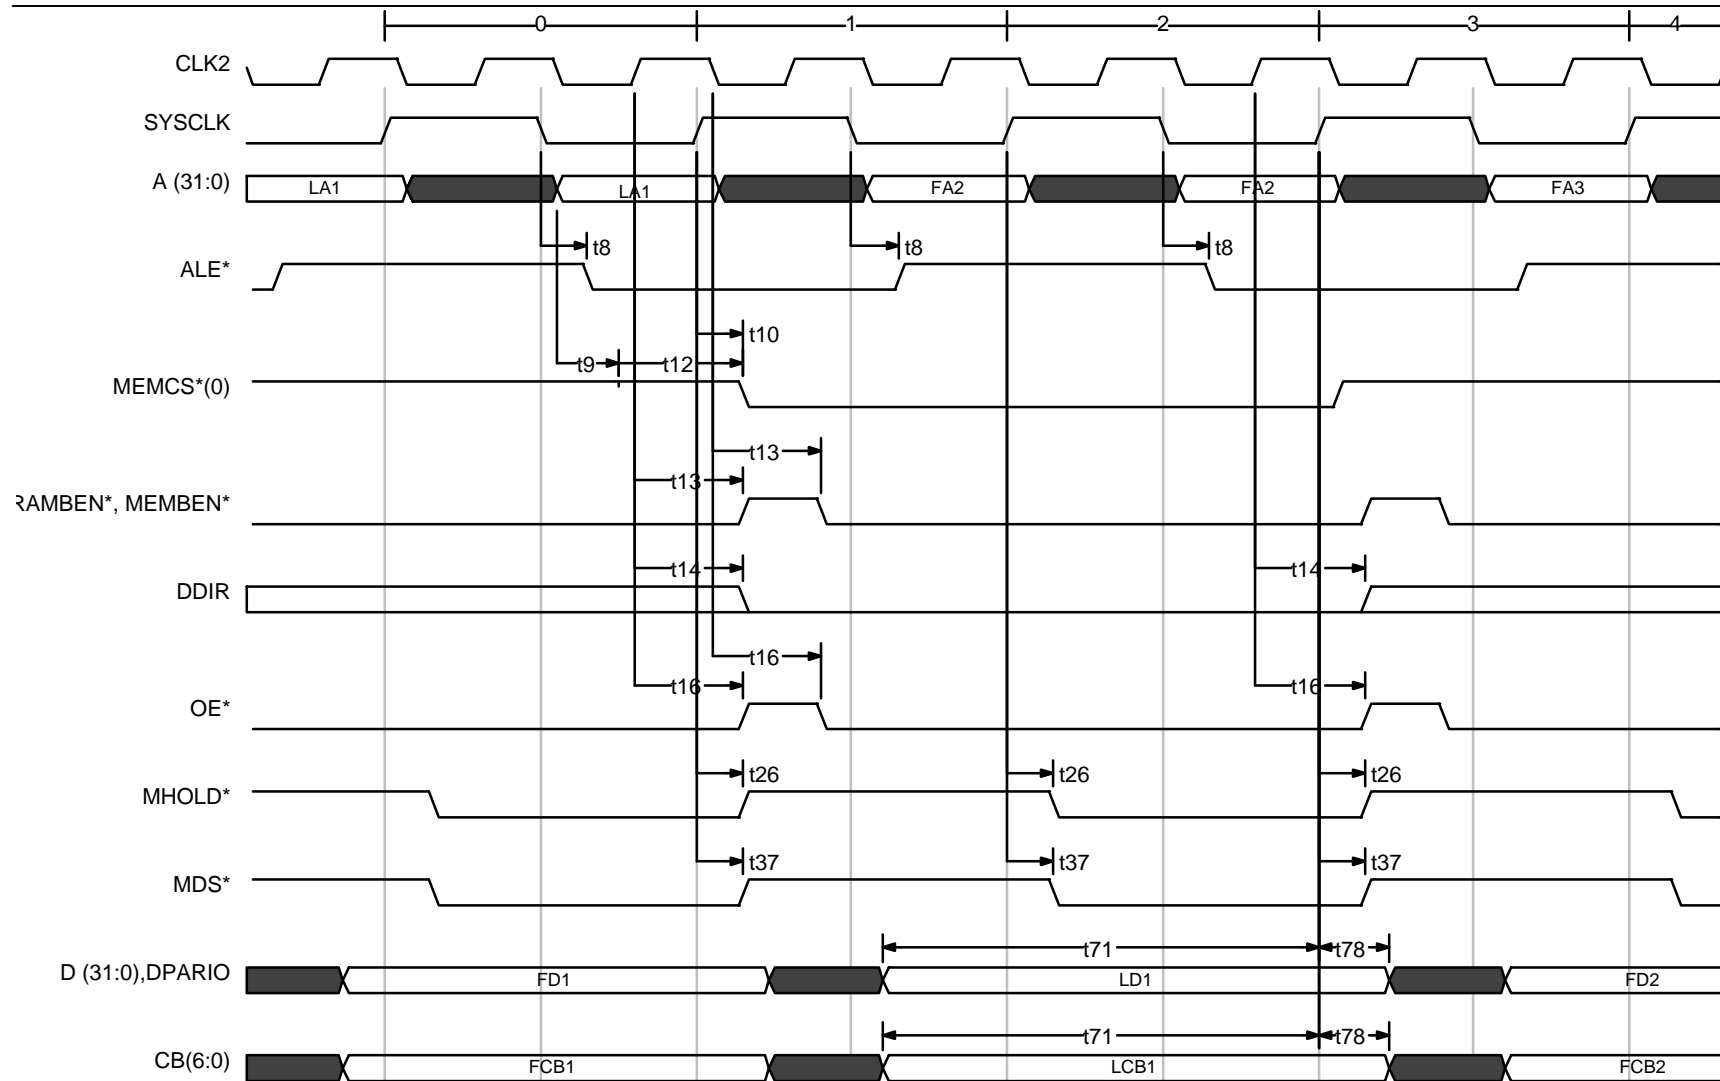 0 1 2 3 4
CLK2
SYSCLK
A (31:0) LA1 LA1 FA2 FA2 FA3
t8 t8 t8
ALE*
t10
t9 t12
MEMCS*(0)
t13
t13
RAMBEN*, MEMBEN*
t14 t14
DDIR
t16
t16 t16
OE*
t26 t26 t26
MHOLD*
t37 t37 t37
MDS*
t71 t78
D (31:0),DPARIO FD1 LD1 FD2
t71 t78
CB(6:0) FCB1 LCB1 FCB2